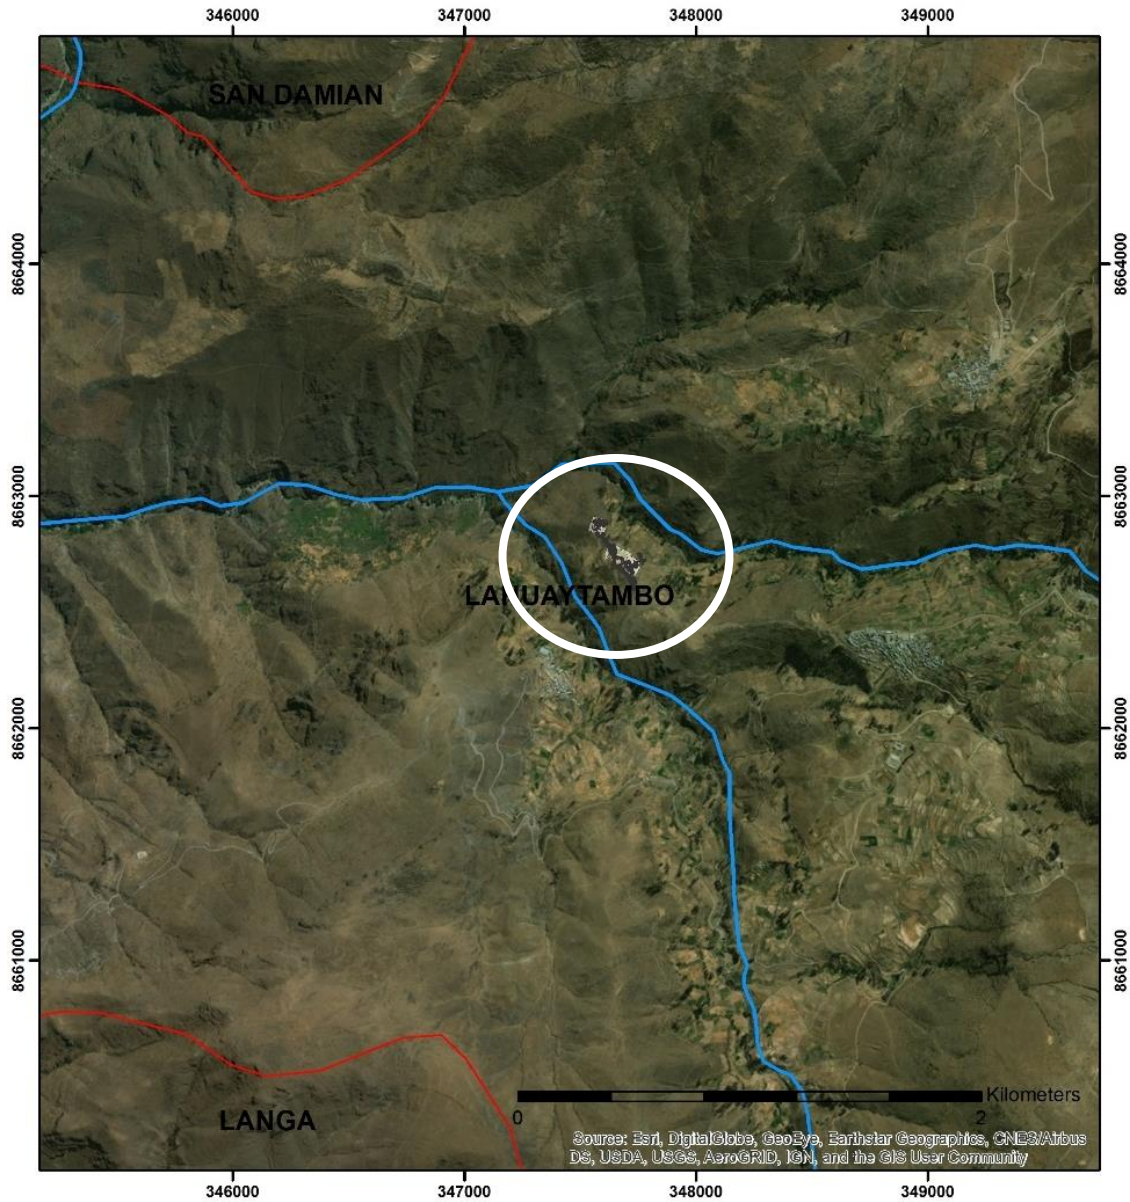 346000 347000 348000 349000
SAN DAMIAN
8664000 8664000
8663000 8663000
LAHUAYTAMBO
8662000 8662000
8661000 8661000
Kilometers
0 2
LANGA
Source: Esri, DigitalGlobe, GeoEye, Earthstar Geographics, CNES/Airbus
DS, USDA, USGS, AeroGRID, IGN, and the GIS User Community
346000 347000 348000 349000